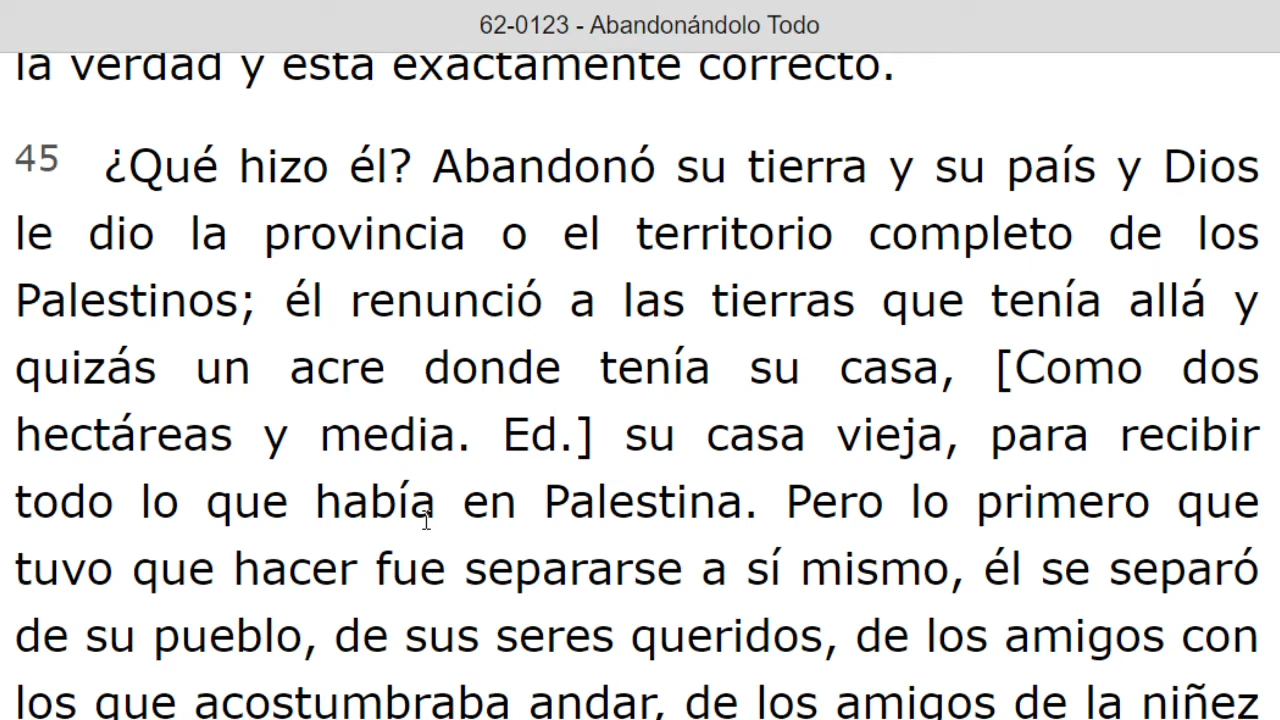 62-0123 - Abandonándolo Todo
la verdad y está exactamente correcto.
45 ¿Qué hizo él? Abandonó su tierra y su país y Dios
le dio la provincia o el territorio completo de los
Palestinos; él renunció a las tierras que tenía allá y
quizás un acre donde tenía su casa, [Como dos
hectáreas y media. Ed.] su casa vieja, para recibir
todo lo que había en Palestina. Pero lo primero que
tuvo que hacer fue separarse a sí mismo, él se separó
de su pueblo, de sus seres queridos, de los amigos con
los que acostumbraba andar, de los amigos de la niñez